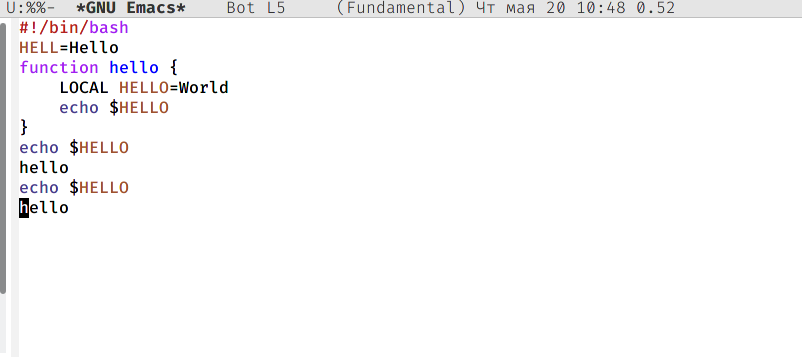 U:%%-  *GNU Emacs*    Bot L5     (Fundamental) Чт мая 20 10:48 0.52
#!/bin/bash
HELL=Hello
function hello {
    LOCAL HELLO=World
    echo $HELLO
}
echo $HELLO
hello
echo $HELLO
hello